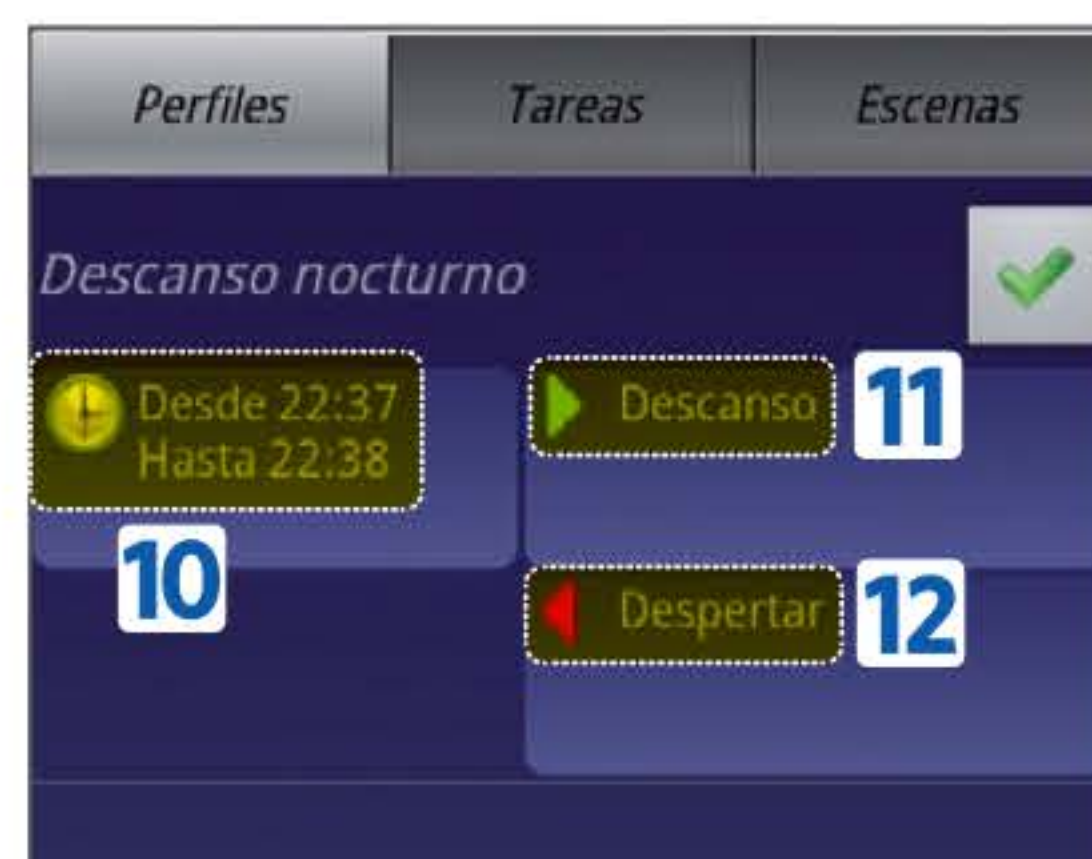 Perfiles Tareas Escenas
Descanso nocturno
Desde 22:37
Hasta 22:38
10
Descanso 11
Despertar 12